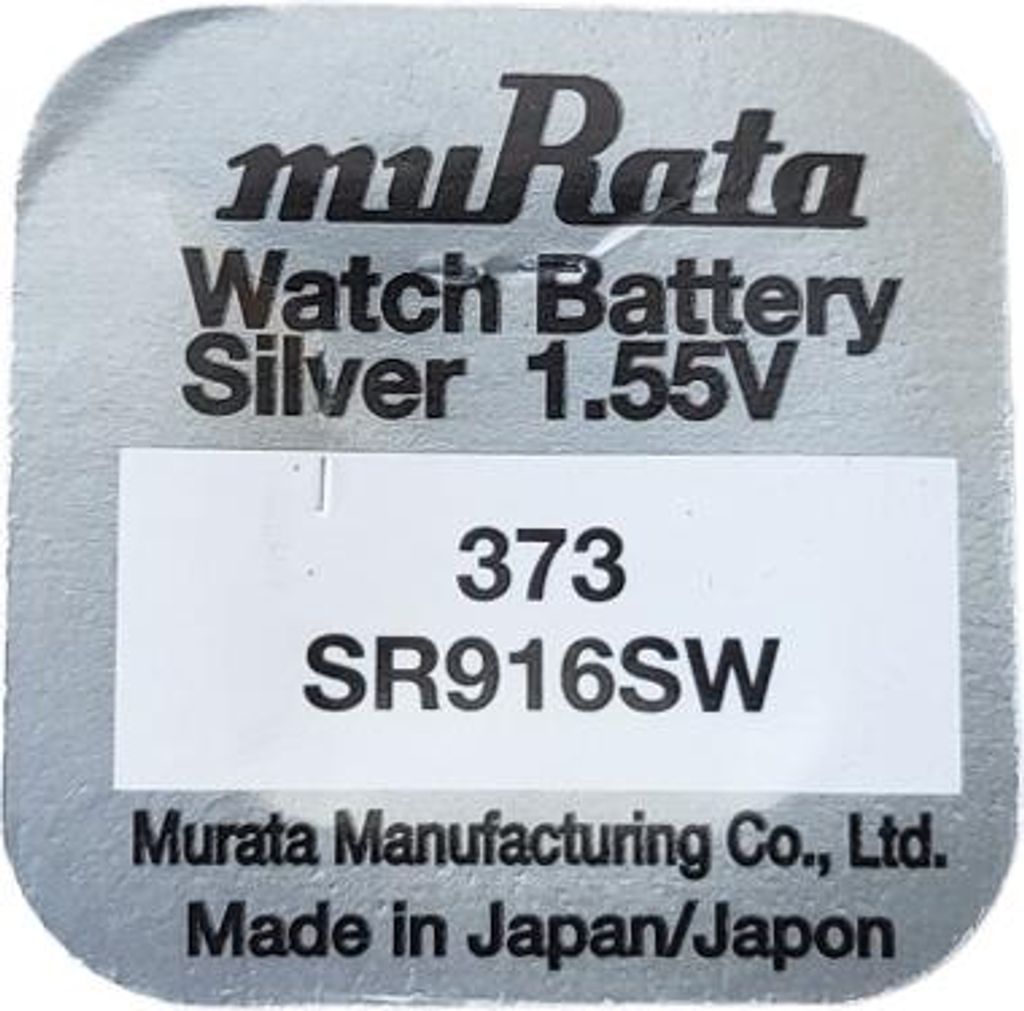 muRata
Watch Battery
Silver 1.55V
373
SR916SW
Murata Manufacturing Co., Ltd.
Made in Japan/Japon